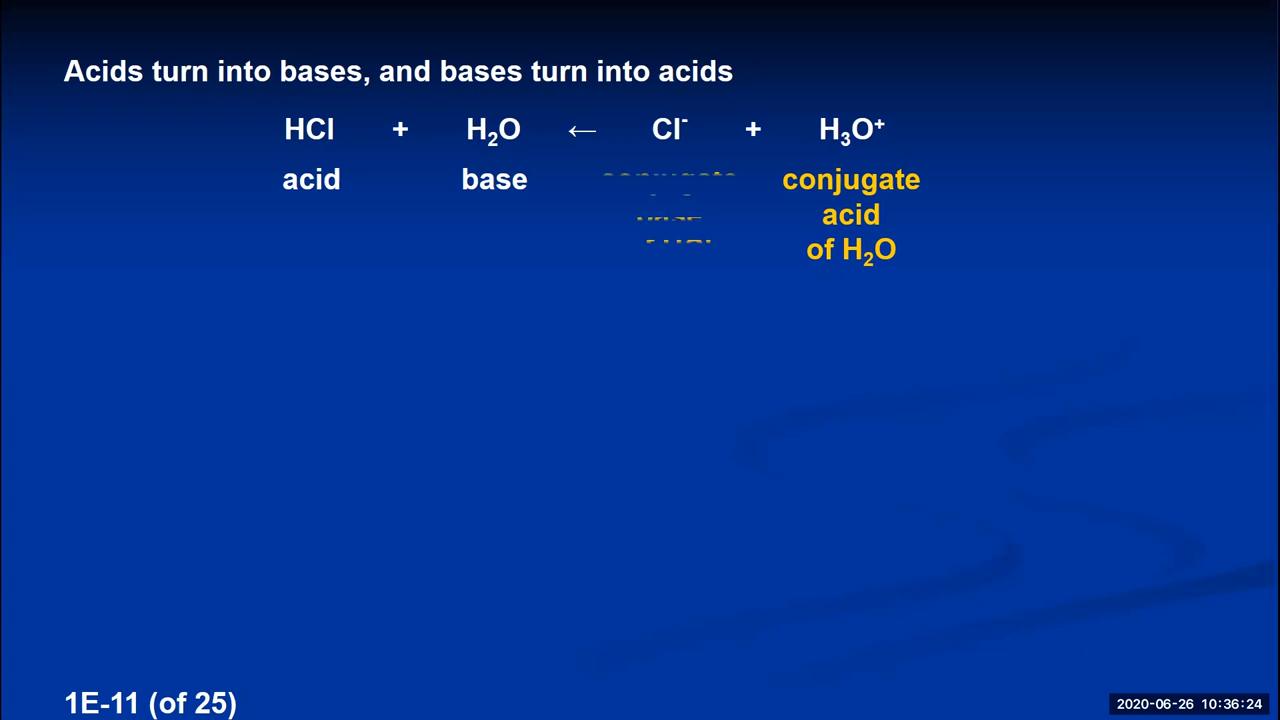 Acids turn into bases, and bases turn into acids
HCl + H₂O ← Cl⁻ + H₃O⁺
acid base conjugate
acid
of H₂O
1E-11 (of 25)
2020-06-26 10:36:24